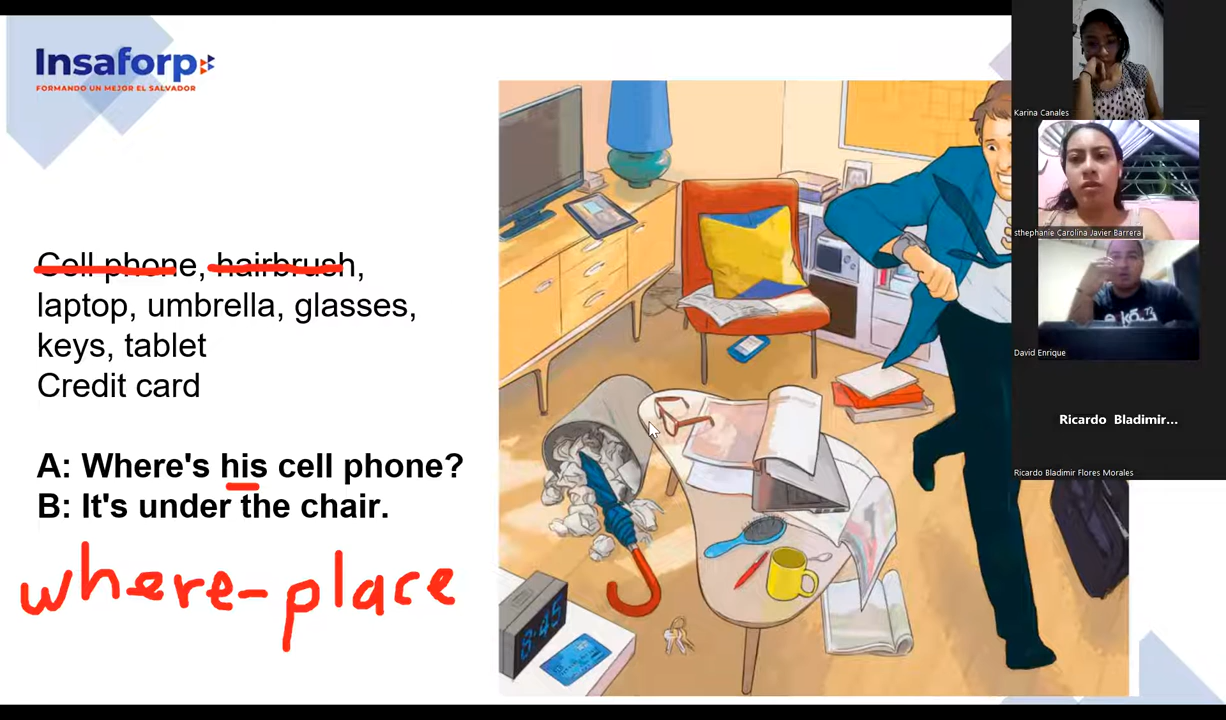 Insaforp
FORMANDO UN MEJOR EL SALVADOR
Cell phone, hairbrush,
laptop, umbrella, glasses,
keys, tablet
Credit card
A: Where's his cell phone?
B: It's under the chair.
where-place
8:45
Karina Canales
sthephanie Carolina Javier Barrera
David Enrique
Ricardo Bladimir...
Ricardo Bladimir Flores Morales